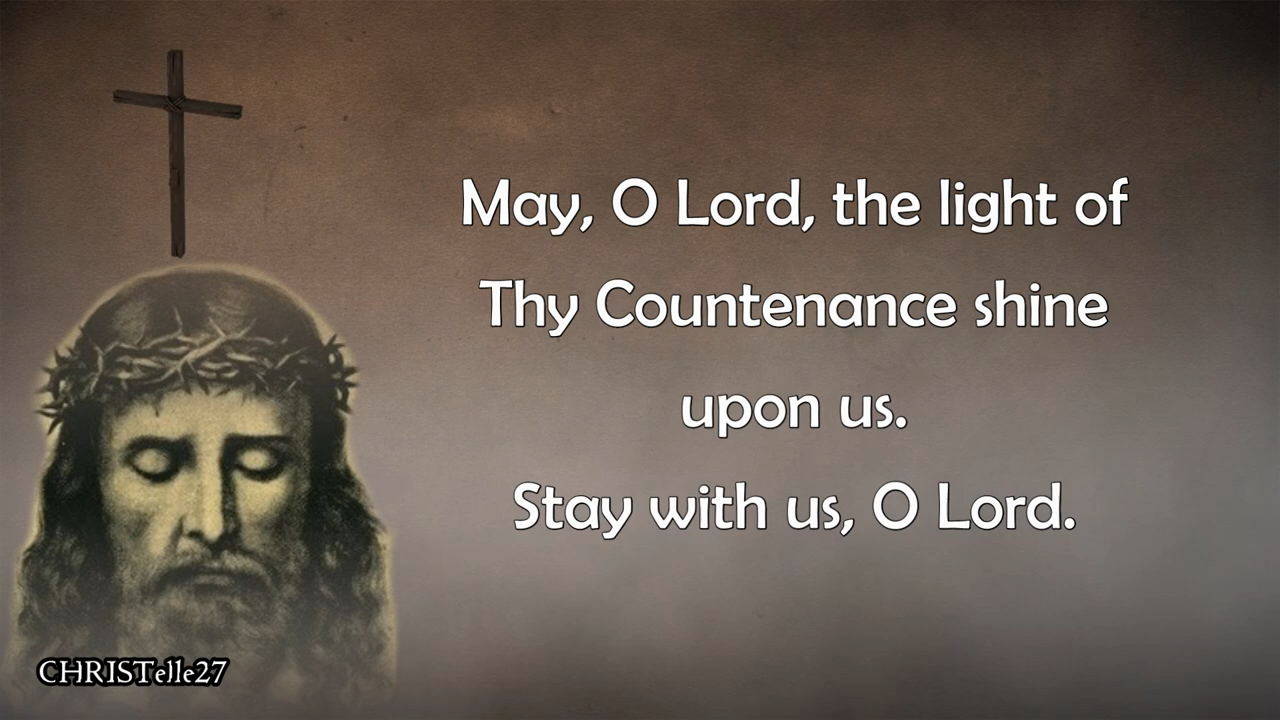 May, O Lord, the light of
Thy Countenance shine
upon us.
Stay with us, O Lord.
CHRISTelle27